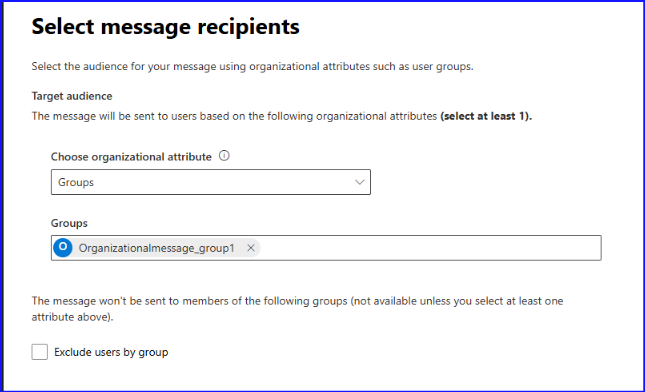 Select message recipients
Select the audience for your message using organizational attributes such as user groups.
Target audience
The message will be sent to users based on the following organizational attributes (select at least 1).
Choose organizational attribute
Groups
Groups
O Organizationalmessage_group1
The message won't be sent to members of the following groups (not available unless you select at least one
attribute above).
Exclude users by group